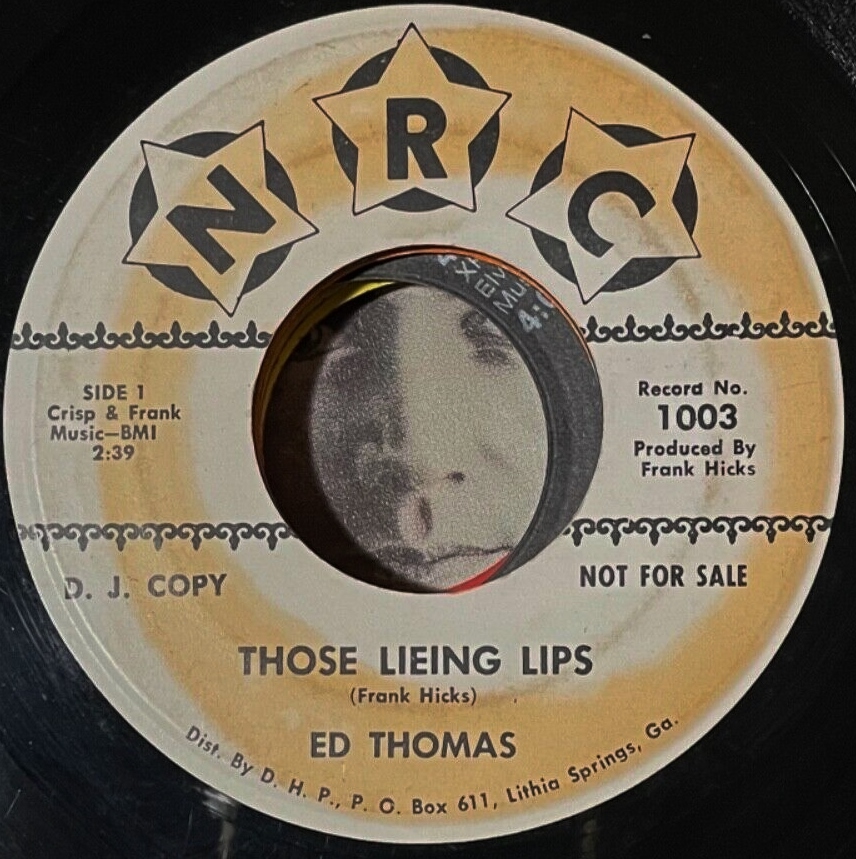 NRC
SIDE 1
Crisp & Frank
Music—BMI
2:39
Record No.
1003
Produced By
Frank Hicks
D. J. COPY
NOT FOR SALE
THOSE LIEING LIPS
(Frank Hicks)
ED THOMAS
Dist. By D. H. P., P. O. Box 611, Lithia Springs, Ga.